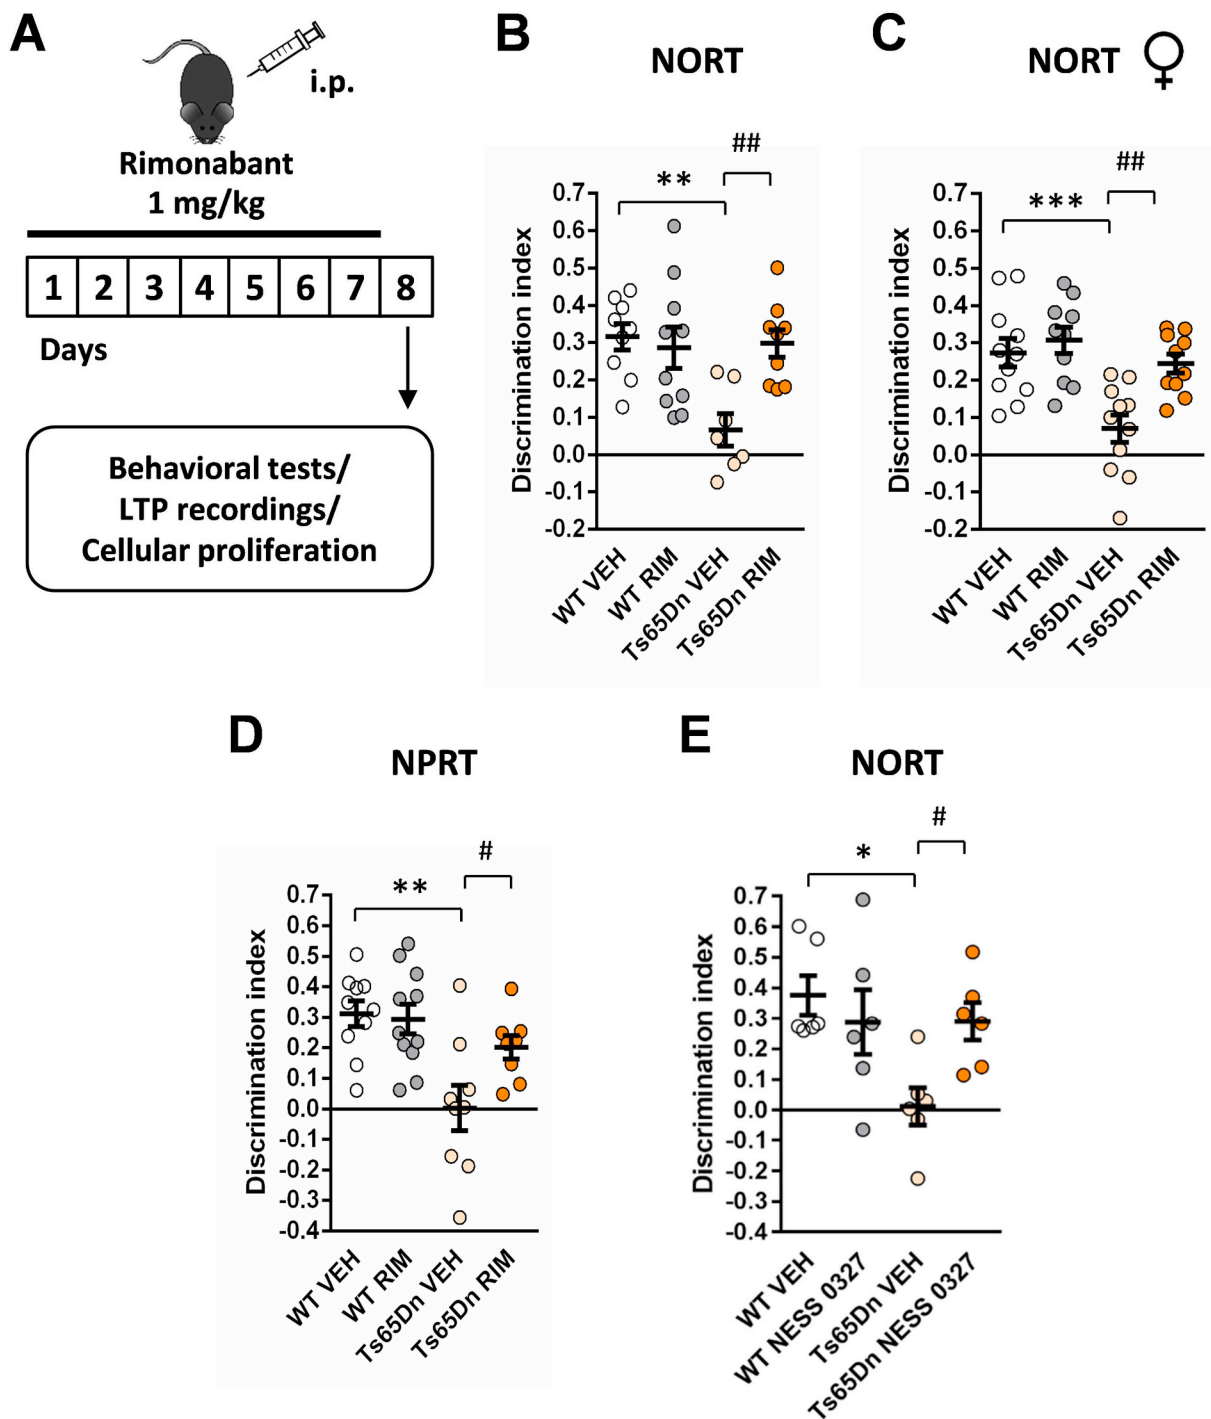 A
i.p.
Rimonabant
1 mg/kg
1 2 3 4 5 6 7 8
Days
Behavioral tests/
LTP recordings/
Cellular proliferation
B
NORT
##
**
Discrimination index
0.7
0.6
0.5
0.4
0.3
0.2
0.1
0.0
-0.1
-0.2
WT VEH
WT RIM
Ts65Dn VEH
Ts65Dn RIM
C
NORT ♀
##
***
Discrimination index
0.7
0.6
0.5
0.4
0.3
0.2
0.1
0.0
-0.1
-0.2
WT VEH
WT RIM
Ts65Dn VEH
Ts65Dn RIM
D
NPRT
#
**
Discrimination index
0.7
0.6
0.5
0.4
0.3
0.2
0.1
0.0
-0.1
-0.2
-0.3
-0.4
WT VEH
WT RIM
Ts65Dn VEH
Ts65Dn RIM
E
NORT
#
*
Discrimination index
0.7
0.6
0.5
0.4
0.3
0.2
0.1
0.0
-0.1
-0.2
-0.3
-0.4
WT VEH
WT NESS 0327
Ts65Dn VEH
Ts65Dn NESS 0327